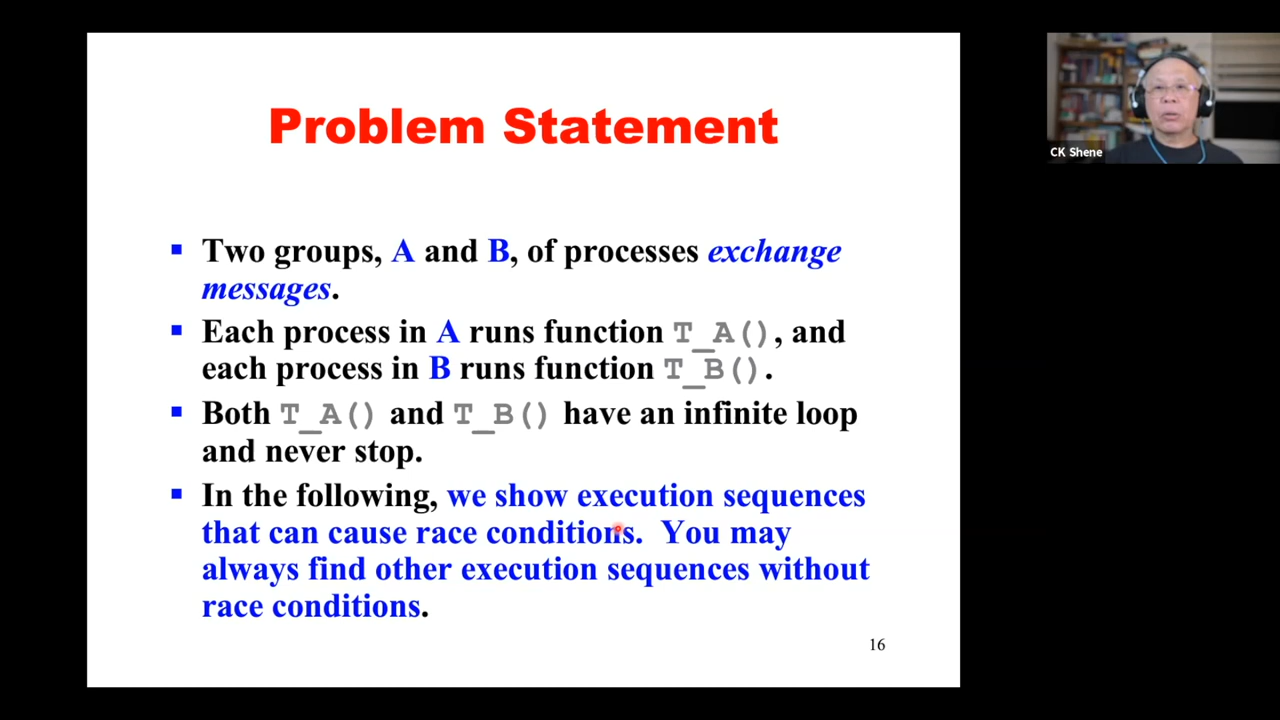 Problem Statement
Two groups, A and B, of processes exchange
messages.
Each process in A runs function T_A(), and
each process in B runs function T_B().
Both T_A() and T_B() have an infinite loop
and never stop.
In the following, we show execution sequences
that can cause race conditions. You may
always find other execution sequences without
race conditions.
16
CK Shene